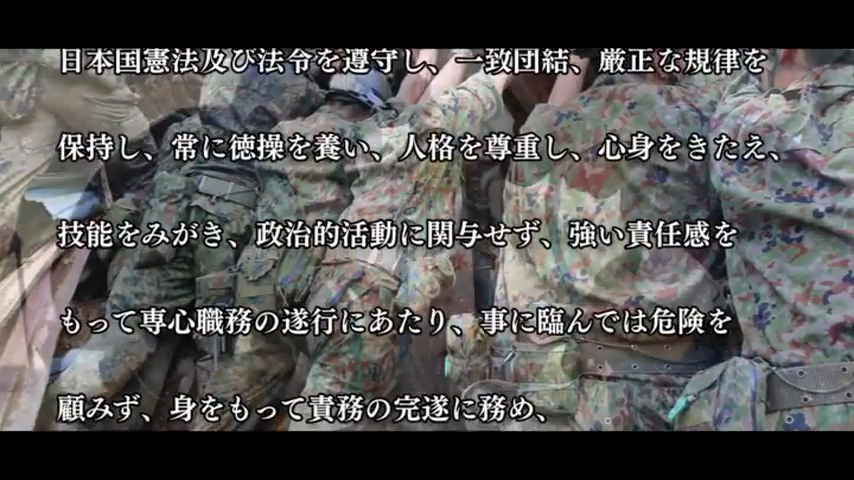 日本国憲法及び法令を遵守し、一致団結、厳正な規律を
保持し、常に徳操を養い、人格を尊重し、心身をきたえ、
技能をみがき、政治的活動に関与せず、強い責任感を
もって専心職務の遂行にあたり、事に臨んでは危険を
顧みず、身をもって責務の完遂に務め、